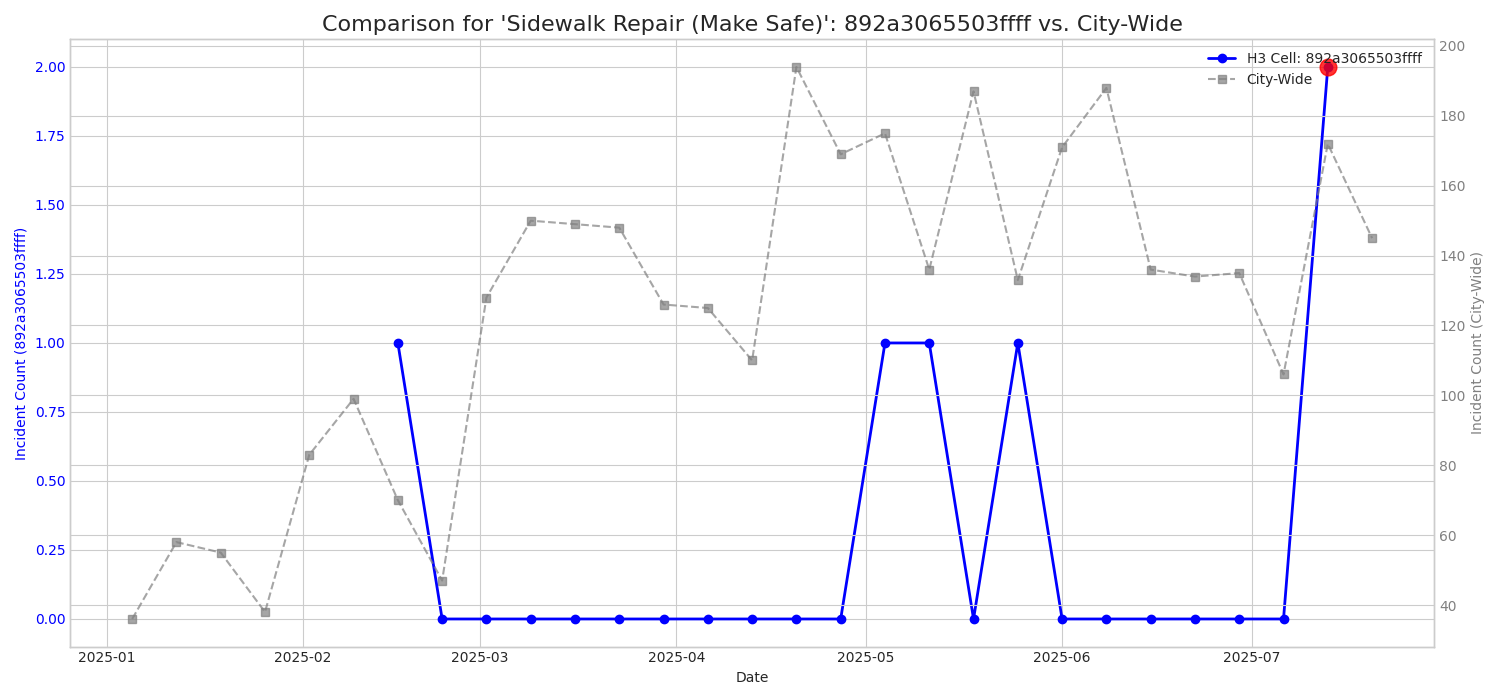 Comparison for 'Sidewalk Repair (Make Safe)': 892a3065503ffff vs. City-Wide
H3 Cell: 892a3065503ffff
City-Wide
Incident Count (892a3065503ffff)
2.00
1.75
1.50
1.25
1.00
0.75
0.50
0.25
0.00
200
180
160
140
120
100
80
60
40
Incident Count (City-Wide)
2025-01 2025-02 2025-03 2025-04 2025-05 2025-06 2025-07
Date